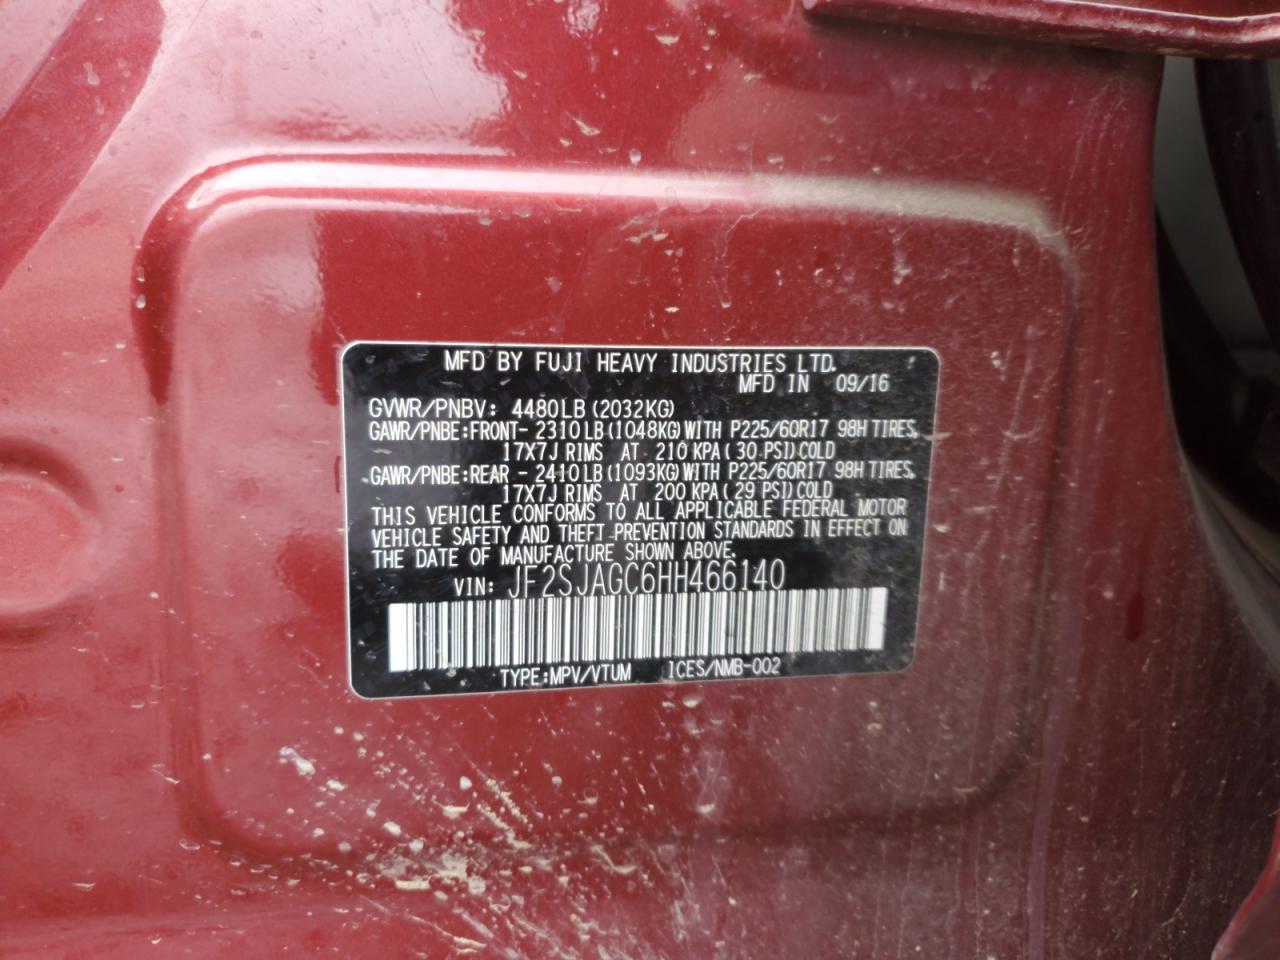 MFD BY FUJI HEAVY INDUSTRIES LTD.
MFD IN 09/16
GVWR/PNBV: 4480LB (2032KG)
GAWR/PNBE:FRONT- 2310LB (1048KG) WITH P225/60R17 98H TIRES,
17X7J RIMS AT 210 KPA ( 30 PSI) COLD
GAWR/PNBE:REAR - 2410LB (1093KG) WITH P225/60R17 98H TIRES,
17X7J RIMS AT 200 KPA ( 29 PSI) COLD
THIS VEHICLE CONFORMS TO ALL APPLICABLE FEDERAL MOTOR
VEHICLE SAFETY AND THEFT PREVENTION STANDARDS IN EFFECT ON
THE DATE OF MANUFACTURE SHOWN ABOVE.
VIN: JF2SJAGC6HH466140
TYPE:MPV/VTUM ICES/NMB-002